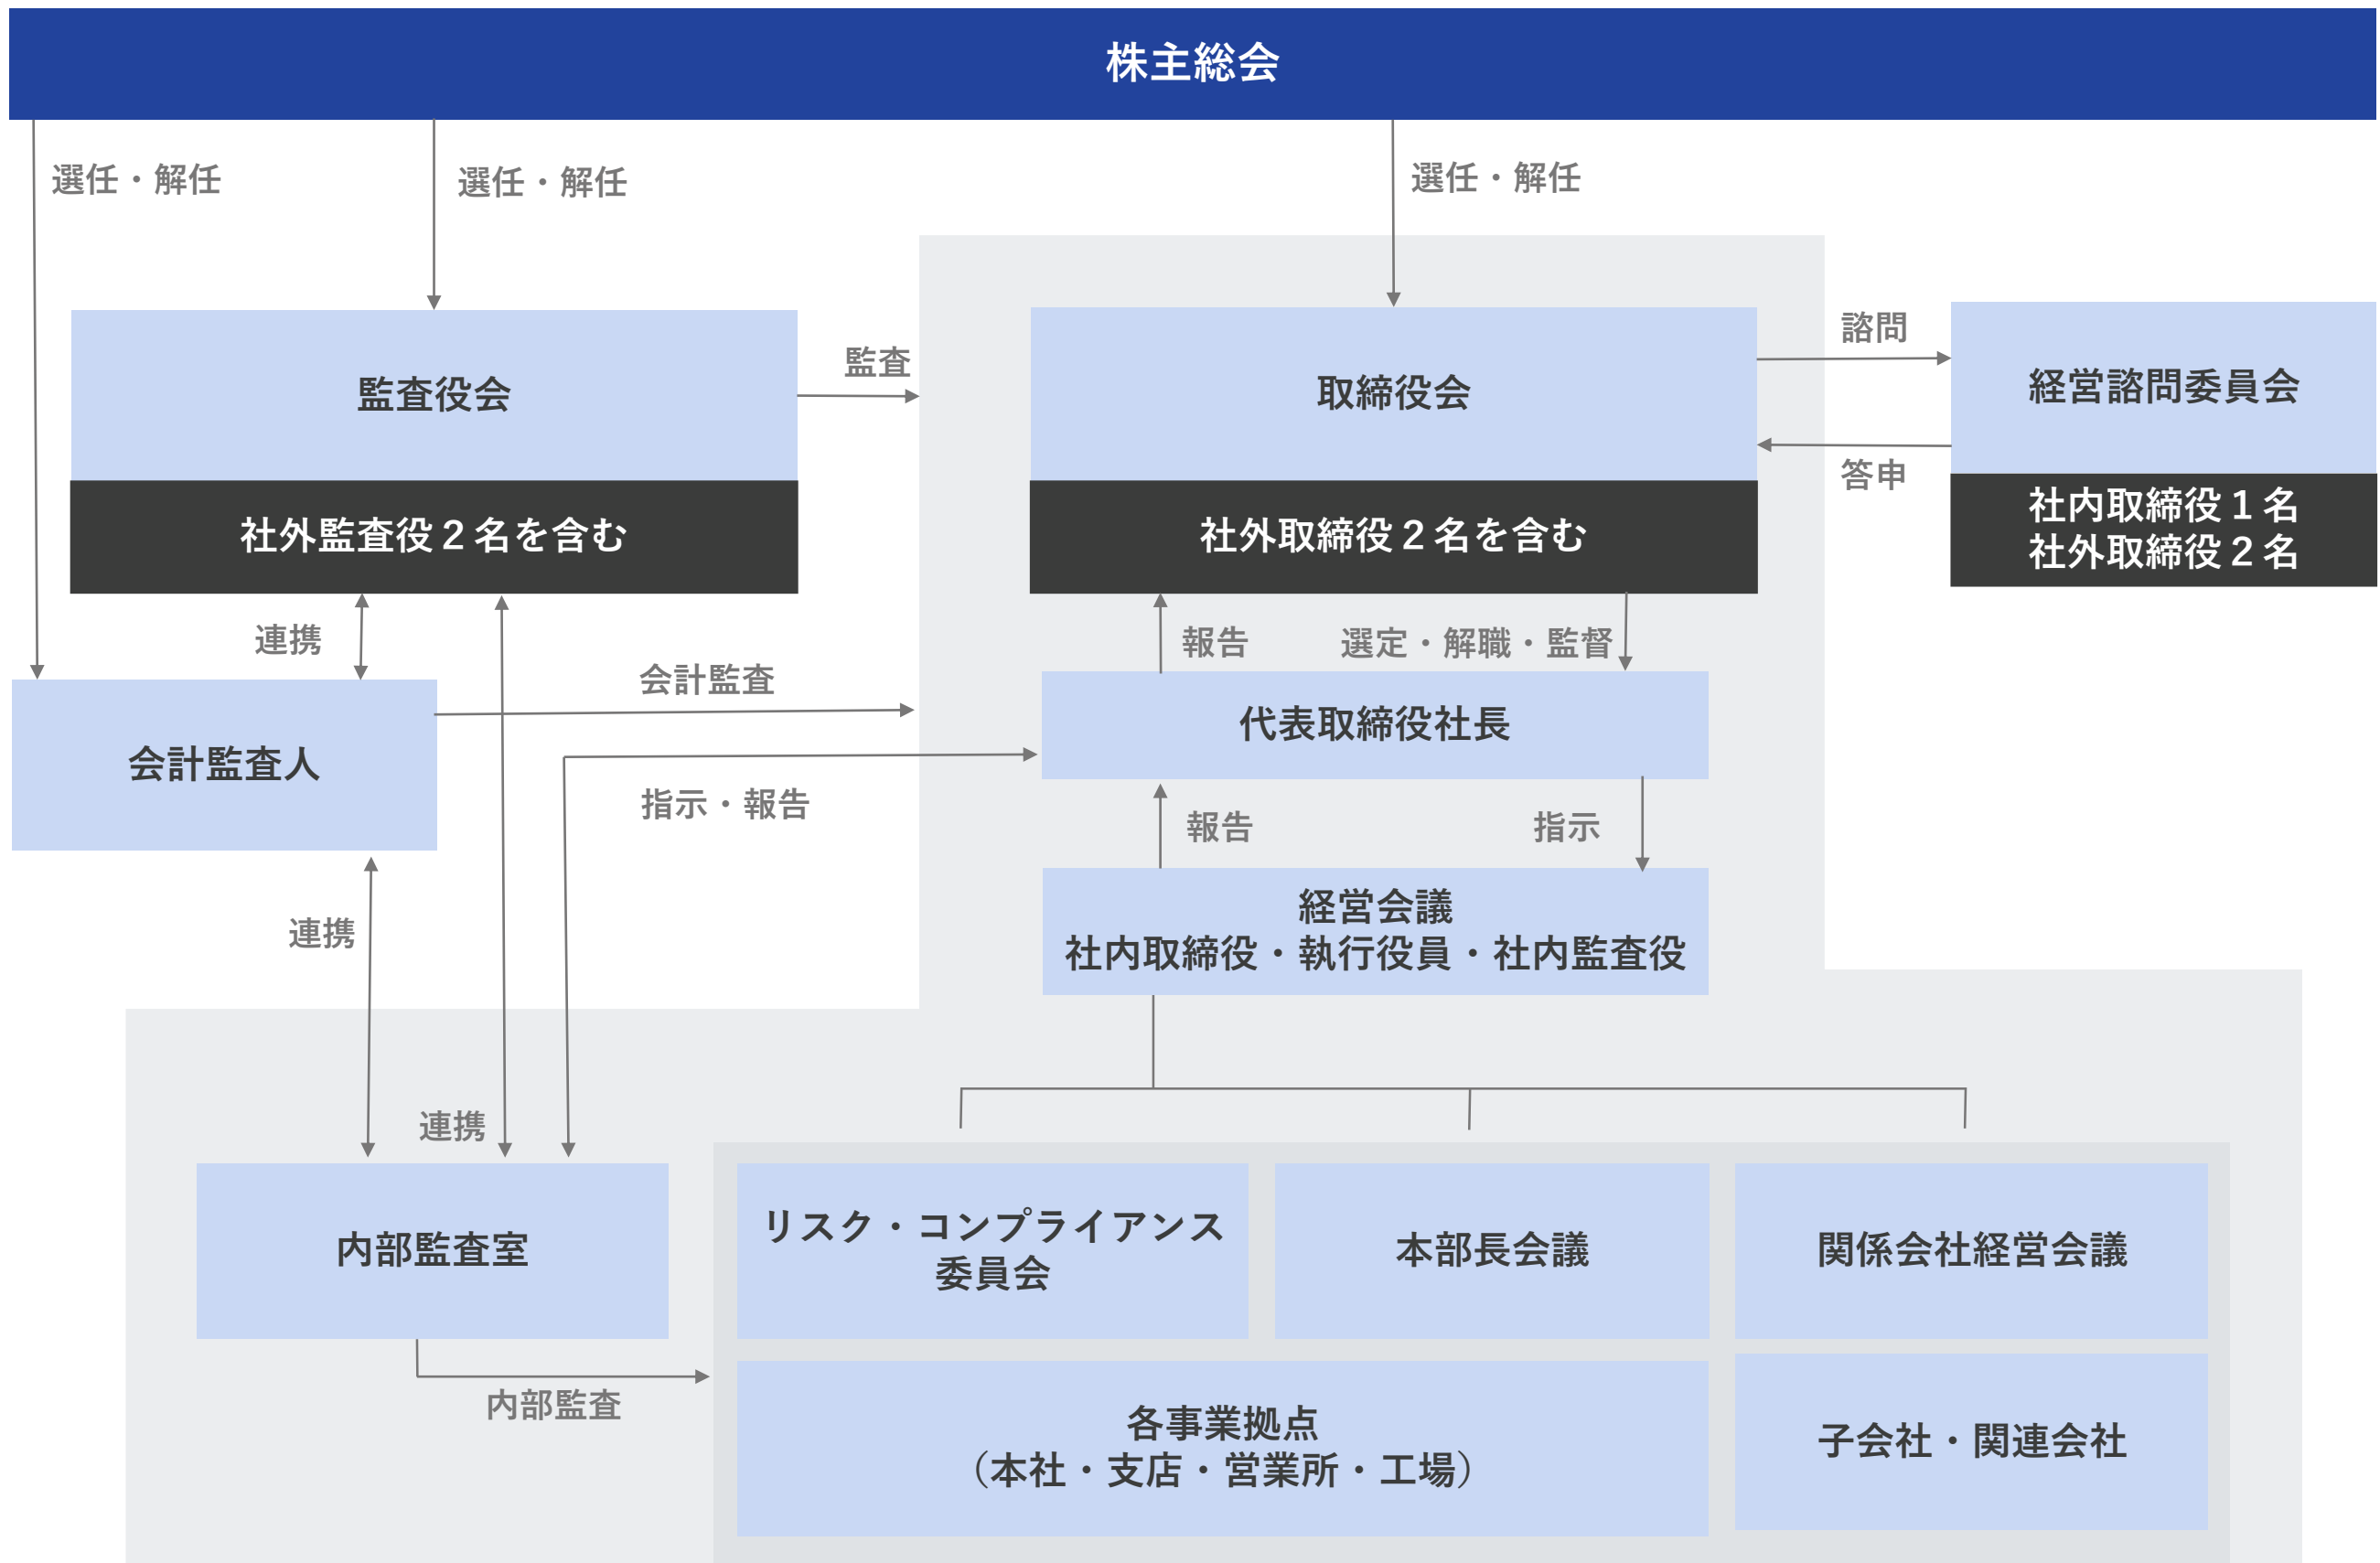 株主総会
選任・解任
選任・解任
選任・解任
監査役会
社外監査役２名を含む
監査
取締役会
社外取締役２名を含む
諮問
答申
経営諮問委員会
社内取締役１名
社外取締役２名
連携
会計監査
報告
選定・解職・監督
会計監査人
代表取締役社長
指示・報告
報告
指示
経営会議
社内取締役・執行役員・社内監査役
連携
連携
内部監査室
リスク・コンプライアンス
委員会
本部長会議
関係会社経営会議
内部監査
各事業拠点
（本社・支店・営業所・工場）
子会社・関連会社